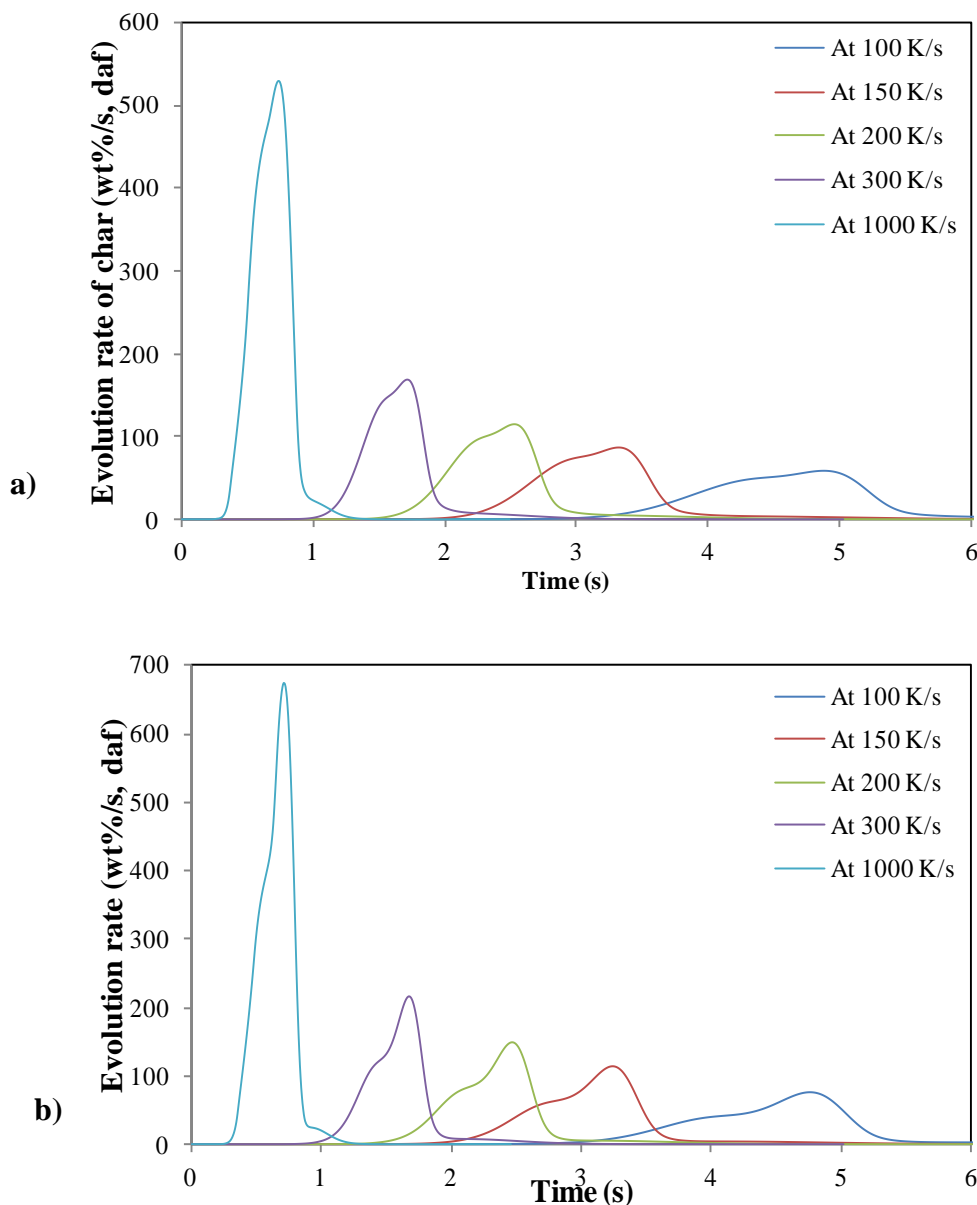 600
500
400
300
200
100
0
Evolution rate of char (wt%/s, daf)
At 100 K/s
At 150 K/s
At 200 K/s
At 300 K/s
At 1000 K/s
a)
0 1 2 3 4 5 6
Time (s)
700
600
500
400
300
200
100
0
Evolution rate (wt%/s, daf)
At 100 K/s
At 150 K/s
At 200 K/s
At 300 K/s
At 1000 K/s
b)
0 1 2 3 4 5 6
Time (s)